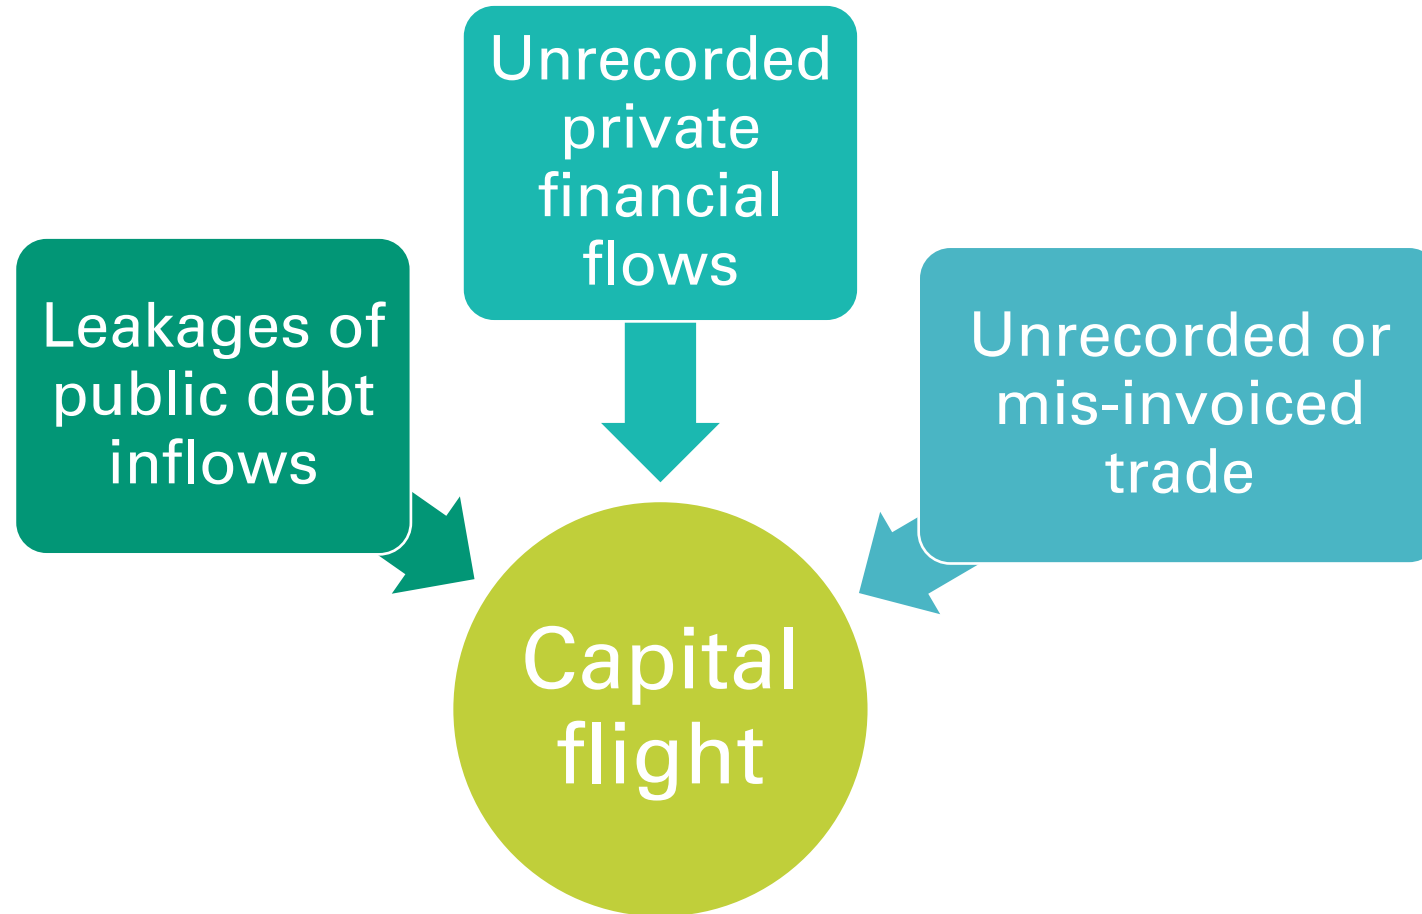 Unrecorded
private
financial
flows
Leakages of
public debt
inflows
Unrecorded or
mis-invoiced
trade
Capital
flight